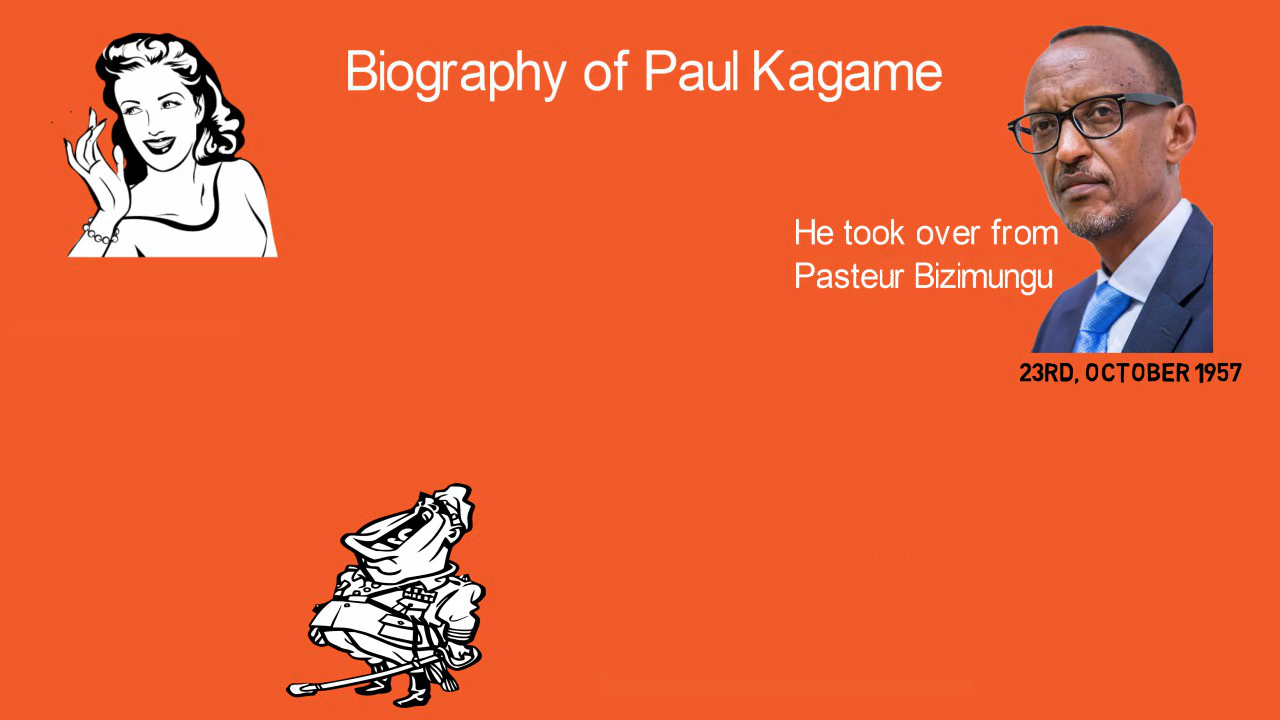 Biography of Paul Kagame
He took over from
Pasteur Bizimungu
23RD, OCTOBER 1957